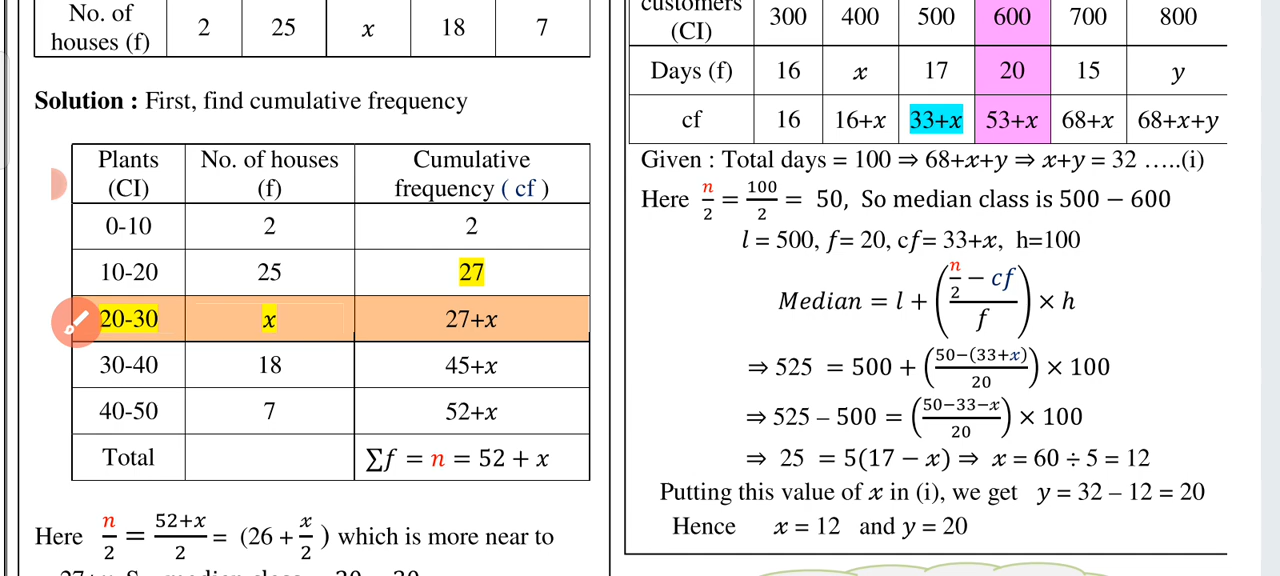 No. of houses (f) 2 25 x 18 7
Solution : First, find cumulative frequency
Plants (CI) No. of houses (f) Cumulative frequency ( cf )
0-10 2 2
10-20 25 27
20-30 x 27+x
30-40 18 45+x
40-50 7 52+x
Total ∑f = n = 52 + x
Here n/2 = (52+x)/2 = (26 + x/2 ) which is more near to
customers (CI) 300 400 500 600 700 800
Days (f) 16 x 17 20 15 y
cf 16 16+x 33+x 53+x 68+x 68+x+y
Given : Total days = 100 ⇒ 68+x+y ⇒ x+y = 32 …..(i)
Here n/2 = 100/2 = 50, So median class is 500 – 600
l = 500, f= 20, cf= 33+x, h=100
Median = l + ((n/2 − cf)/f) × h
⇒ 525 = 500 + ((50−(33+x))/20) × 100
⇒ 525 – 500 = ((50−33−x)/20) × 100
⇒ 25 = 5(17 − x) ⇒ x = 60 ÷ 5 = 12
Putting this value of x in (i), we get y = 32 – 12 = 20
Hence x = 12 and y = 20